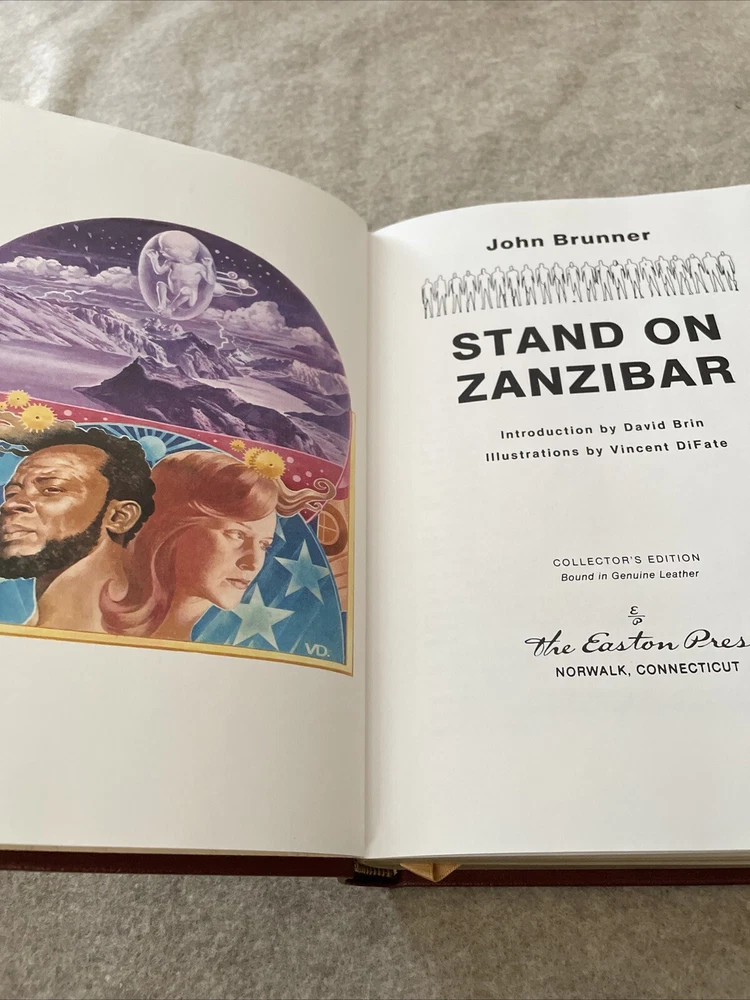 VD.
John Brunner
STAND ON
ZANZIBAR
Introduction by David Brin
Illustrations by Vincent DiFate
COLLECTOR'S EDITION
Bound in Genuine Leather
E
P
The Easton Pres
NORWALK, CONNECTICUT